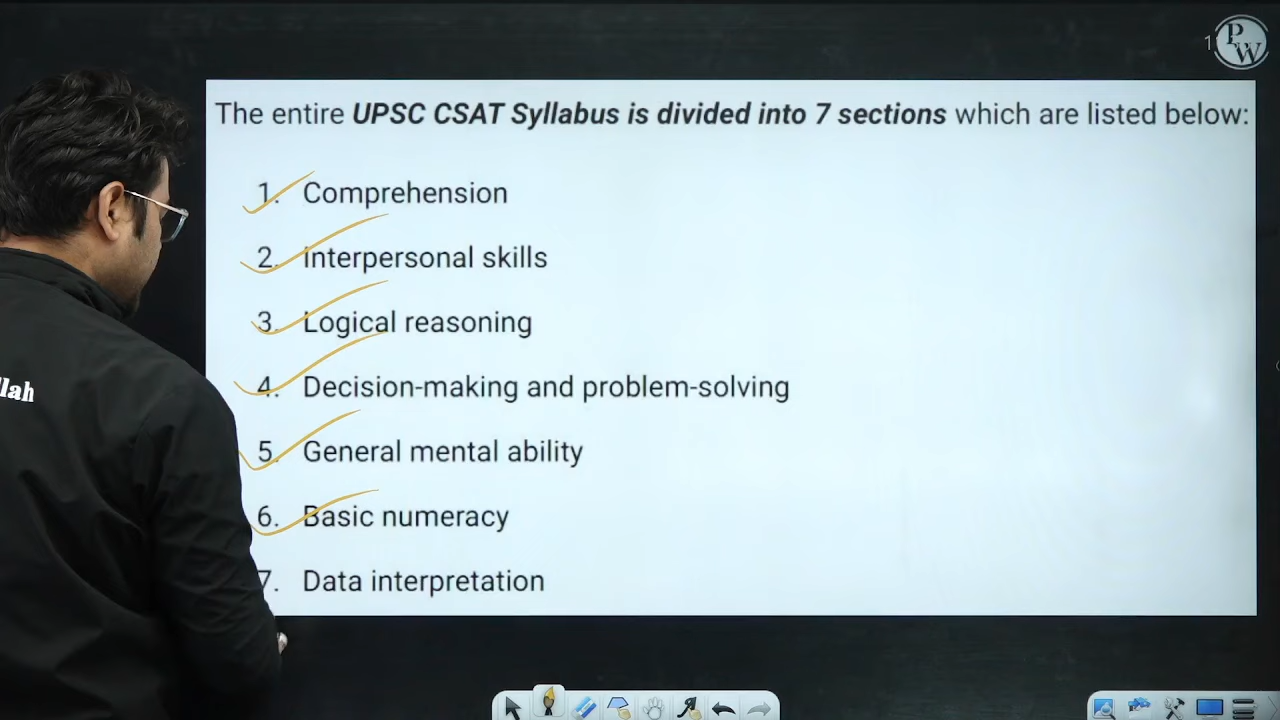 1
PW
The entire UPSC CSAT Syllabus is divided into 7 sections which are listed below:
1. Comprehension
2. Interpersonal skills
3. Logical reasoning
4. Decision-making and problem-solving
5. General mental ability
6. Basic numeracy
7. Data interpretation
llah